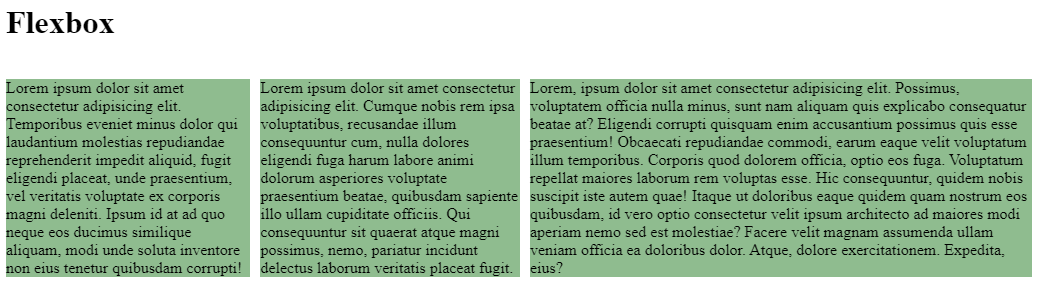 Flexbox
Lorem ipsum dolor sit amet
consectetur adipisicing elit.
Temporibus eveniet minus dolor qui
laudantium molestias repudiandae
reprehenderit impedit aliquid, fugit
eligendi placeat, unde praesentium,
vel veritatis voluptate ex corporis
magni deleniti. Ipsum id at ad quo
neque eos ducimus similique
aliquam, modi unde soluta inventore
non eius tenetur quibusdam corrupti!
Lorem ipsum dolor sit amet consectetur
adipisicing elit. Cumque nobis rem ipsa
voluptatibus, recusandae illum
consequuntur cum, nulla dolores
eligendi fuga harum labore animi
dolorum asperiores voluptate
praesentium beatae, quibusdam sapiente
illo ullam cupiditate officiis. Qui
consequuntur sit quaerat atque magni
possimus, nemo, pariatur incidunt
delectus laborum veritatis placeat fugit.
Lorem, ipsum dolor sit amet consectetur adipisicing elit. Possimus,
voluptatem officia nulla minus, sunt nam aliquam quis explicabo consequatur
beatae at? Eligendi corrupti quisquam enim accusantium possimus quis esse
praesentium! Obcaecati repudiandae commodi, earum eaque velit voluptatum
illum temporibus. Corporis quod dolorem officia, optio eos fuga. Voluptatum
repellat maiores laborum rem voluptas esse. Hic consequuntur, quidem nobis
suscipit iste autem quae! Itaque ut doloribus eaque quidem quam nostrum eos
quibusdam, id vero optio consectetur velit ipsum architecto ad maiores modi
aperiam nemo sed est molestiae? Facere velit magnam assumenda ullam
veniam officia ea doloribus dolor. Atque, dolore exercitationem. Expedita,
eius?